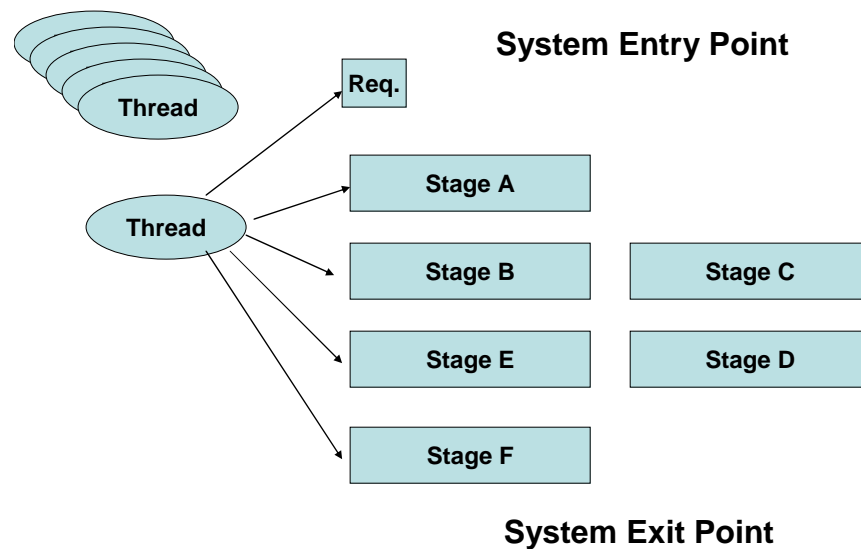 System Entry Point
Req.
Thread
Stage A
Thread
Stage B
Stage C
Stage E
Stage D
Stage F
System Exit Point